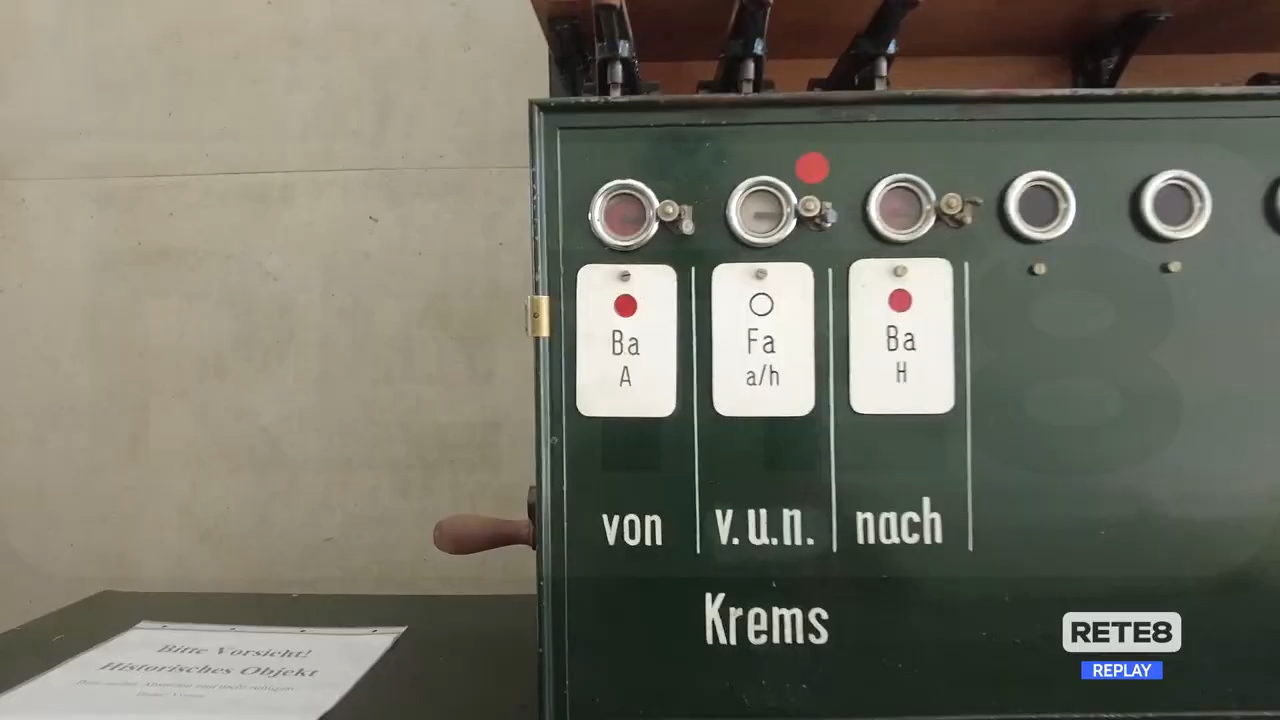 Ba
A
Fa
a/h
Ba
H
von
v.u.n.
nach
Krems
Bitte Vorsicht!
Historisches Objekt
RETE8
REPLAY